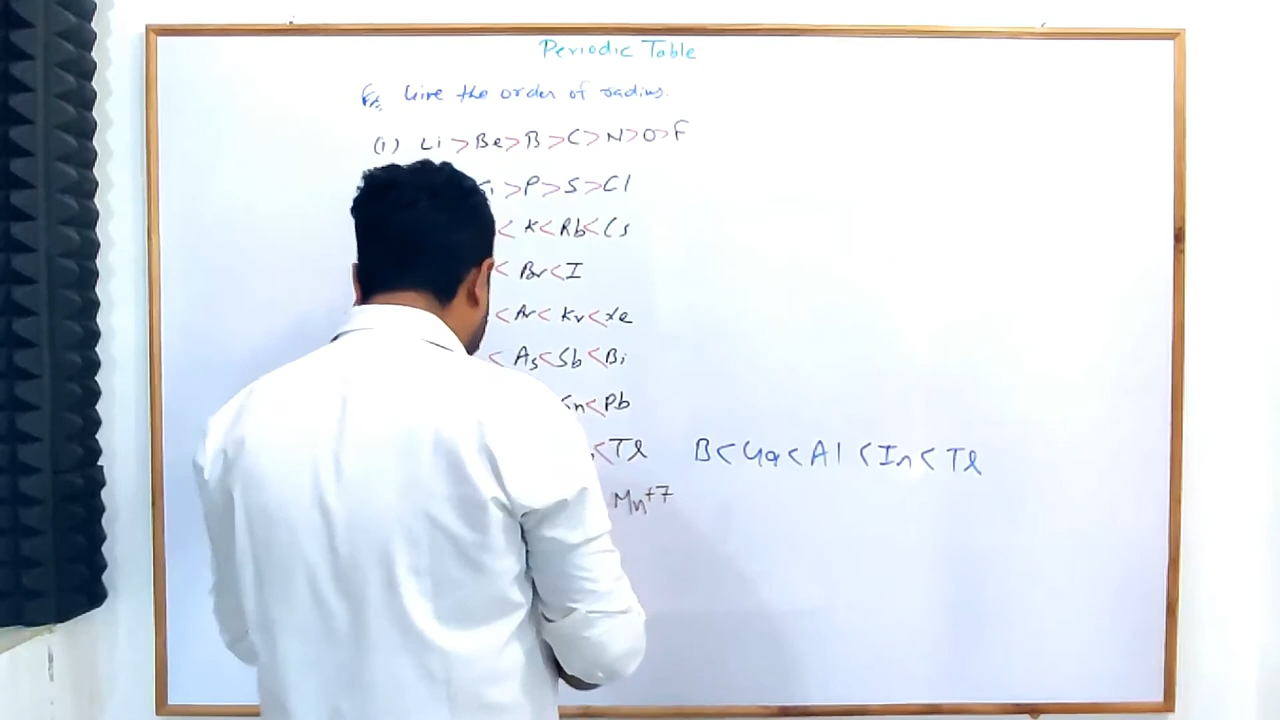 Periodic Table
Ex. Give the order of radius.
(1) Li > Be > B > C > N > O > F
> P > S > Cl
< K < Rb < Cs
< Br < I
< Ar < Kr < Xe
< As < Sb < Bi
Sn < Pb
< Tl B < Ga < Al < In < Tl
Mn+7